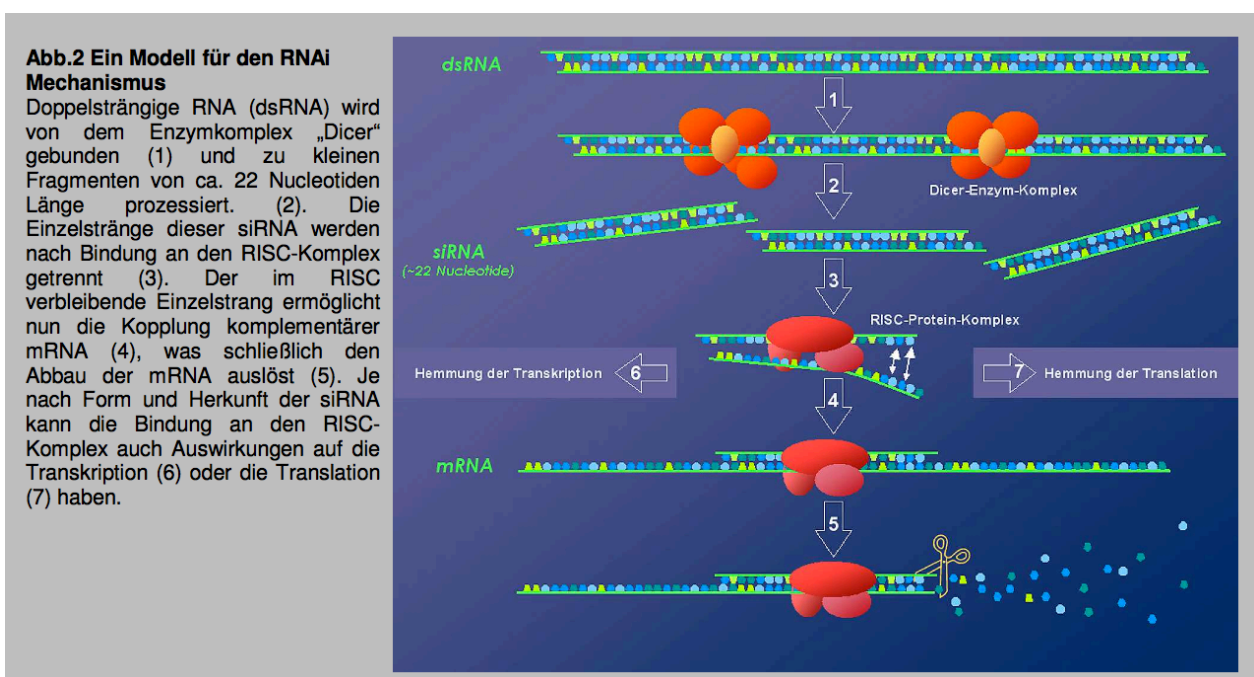 Abb.2 Ein Modell für den RNAi
Mechanismus
Doppelsträngige RNA (dsRNA) wird
von dem Enzymkomplex „Dicer“
gebunden (1) und zu kleinen
Fragmenten von ca. 22 Nucleotiden
Länge prozessiert. (2). Die
Einzelstränge dieser siRNA werden
nach Bindung an den RISC-Komplex
getrennt (3). Der im RISC
verbleibende Einzelstrang ermöglicht
nun die Kopplung komplementärer
mRNA (4), was schließlich den
Abbau der mRNA auslöst (5). Je
nach Form und Herkunft der siRNA
kann die Bindung an den RISC-
Komplex auch Auswirkungen auf die
Transkription (6) oder die Translation
(7) haben.
dsRNA
1
Dicer-Enzym-Komplex
2
siRNA
(~22 Nucleotide)
3
RISC-Protein-Komplex
Hemmung der Transkription 6
7 Hemmung der Translation
4
mRNA
5